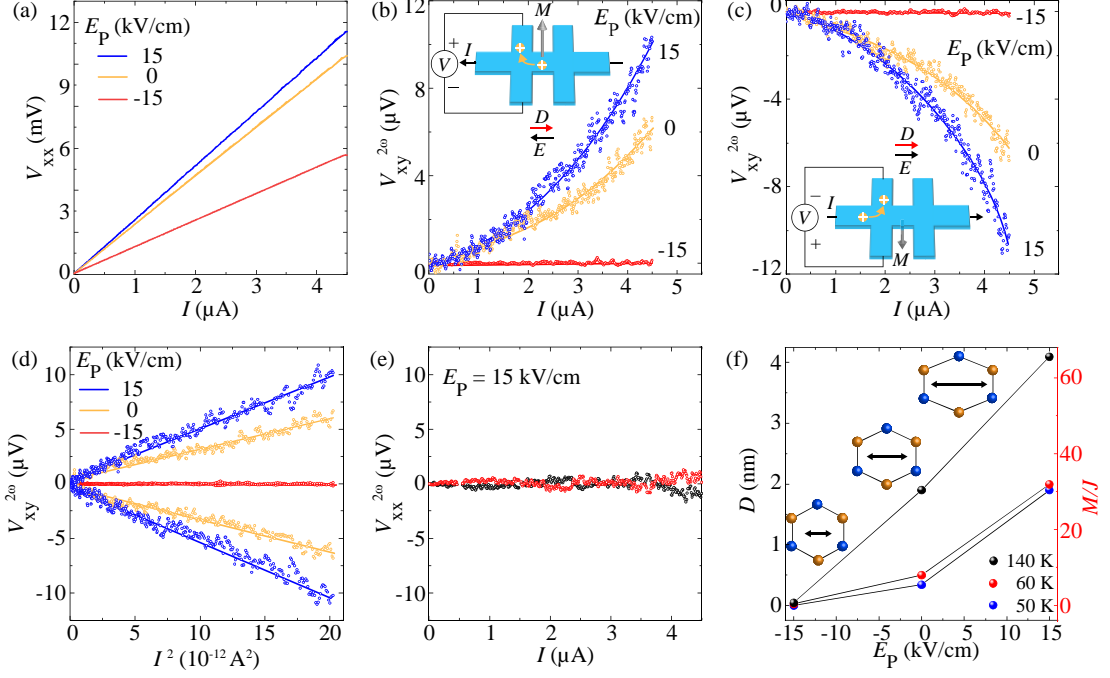 (a)
E_P (kV/cm)
15
0
-15
12
9
6
3
0
V_xx (mV)
0 1 2 3 4
I (µA)
(b)
E_P (kV/cm)
15
0
-15
12
8
4
0
V_xy^2ω (µV)
M
+
V
−
I
D
E
0 1 2 3 4 5
I (µA)
(c)
-15
E_P (kV/cm)
0
15
0
-4
-8
-12
V_xy^2ω (µV)
D
E
−
V
+
I
M
0 1 2 3 4 5
I (µA)
(d)
E_P (kV/cm)
15
0
-15
10
5
0
-5
-10
V_xy^2ω (µV)
0 5 10 15 20
I^2 (10^-12 A^2)
(e)
E_P = 15 kV/cm
10
5
0
-5
-10
V_xx^2ω (µV)
0 1 2 3 4
I (µA)
(f)
4
3
2
1
0
D (nm)
60
40
20
0
M/J
140 K
60 K
50 K
-15 -10 -5 0 5 10 15
E_P (kV/cm)